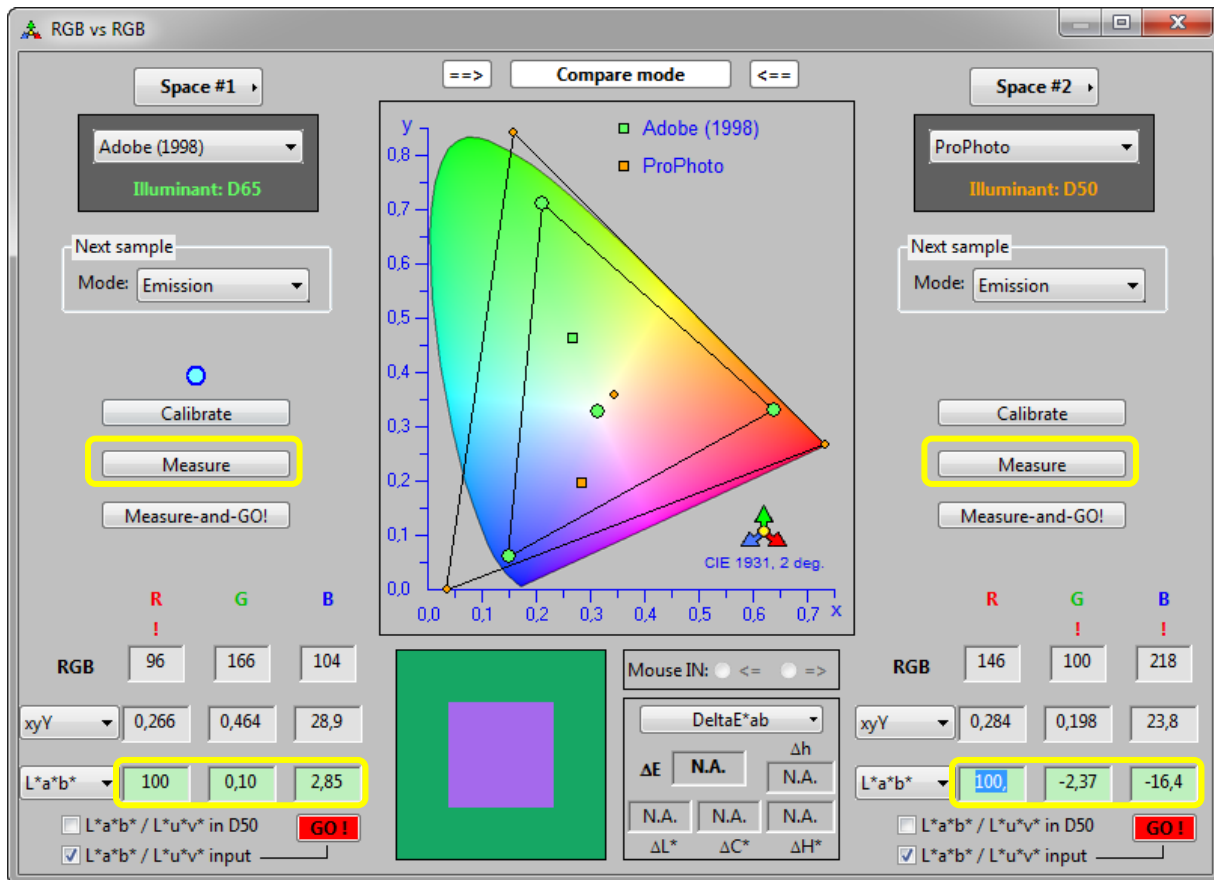 RGB vs RGB
Space #1
==> Compare mode <==
Space #2
Adobe (1998)
Illuminant: D65
ProPhoto
Illuminant: D50
Next sample
Mode: Emission
Next sample
Mode: Emission
Calibrate
Measure
Measure-and-GO!
Calibrate
Measure
Measure-and-GO!
y
0,8
0,7
0,6
0,5
0,4
0,3
0,2
0,1
0,0
0,0 0,1 0,2 0,3 0,4 0,5 0,6 0,7 x
Adobe (1998)
ProPhoto
CIE 1931, 2 deg.
R G B
!
RGB 96 166 104
xyY 0,266 0,464 28,9
L*a*b* 100 0,10 2,85
L*a*b* / L*u*v* in D50
GO !
L*a*b* / L*u*v* input
Mouse IN: <= =>
DeltaE*ab
ΔE N.A.
Δh
N.A.
N.A. N.A. N.A.
ΔL* ΔC* ΔH*
R G B
! !
RGB 146 100 218
xyY 0,284 0,198 23,8
L*a*b* 100, -2,37 -16,4
L*a*b* / L*u*v* in D50
GO !
L*a*b* / L*u*v* input